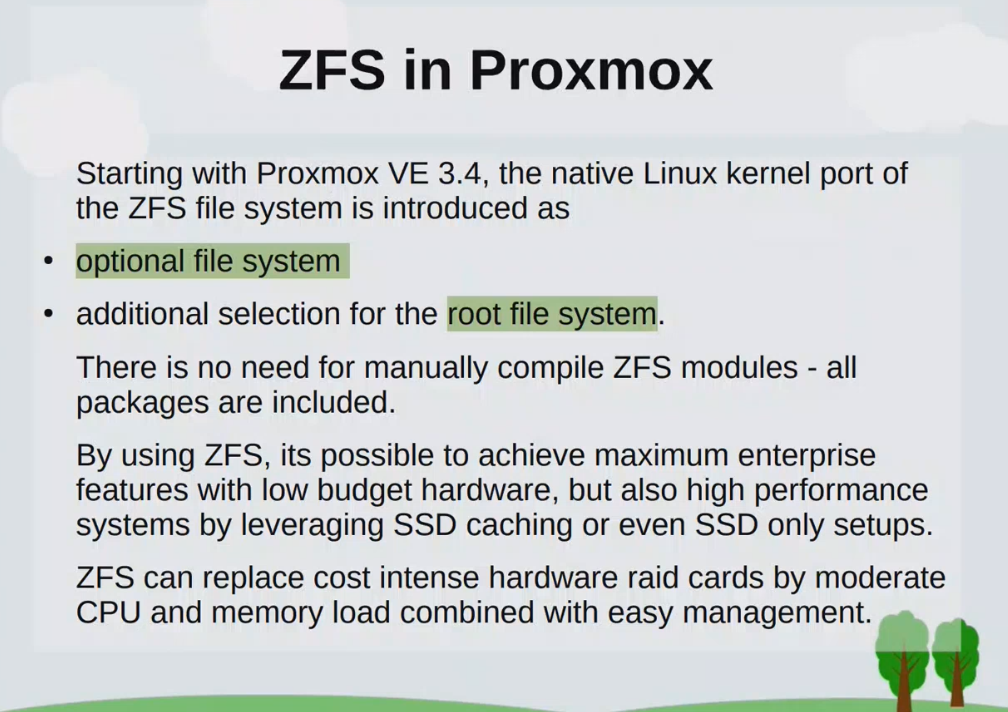 ZFS in Proxmox
Starting with Proxmox VE 3.4, the native Linux kernel port of
the ZFS file system is introduced as
• optional file system
• additional selection for the root file system.
There is no need for manually compile ZFS modules - all
packages are included.
By using ZFS, its possible to achieve maximum enterprise
features with low budget hardware, but also high performance
systems by leveraging SSD caching or even SSD only setups.
ZFS can replace cost intense hardware raid cards by moderate
CPU and memory load combined with easy management.